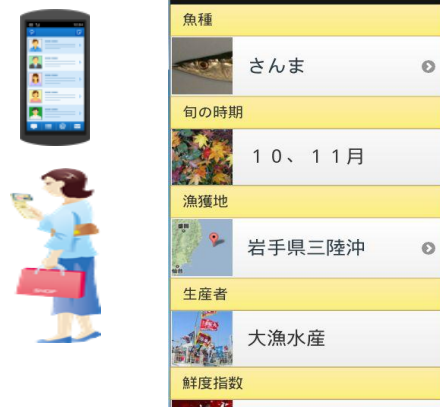 魚種
さんま
旬の時期
１０、１１月
漁獲地
岩手県三陸沖
生産者
大漁水産
鮮度指数
SHOP